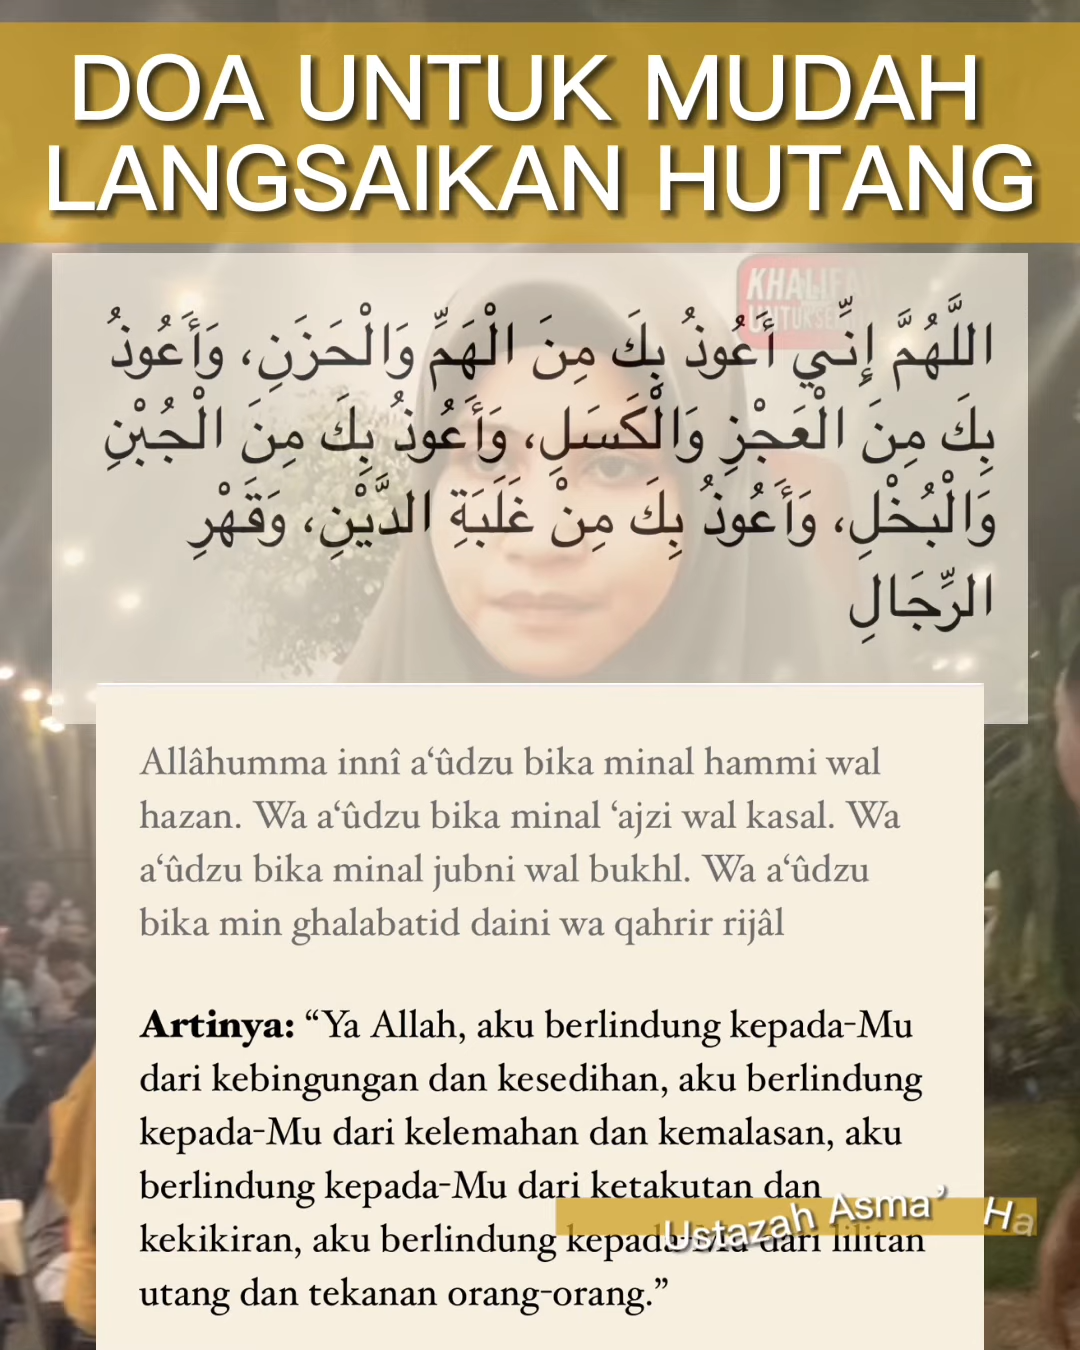 DOA UNTUK MUDAH
LANGSAIKAN HUTANG
KHALIFAH
اللَّهُمَّ إِنِّي أَعُوذُ بِكَ مِنَ الْهَمِّ وَالْحَزَنِ، وَأَعُوذُ
بِكَ مِنَ الْعَجْزِ وَالْكَسَلِ، وَأَعُوذُ بِكَ مِنَ الْجُبْنِ
وَالْبُخْلِ، وَأَعُوذُ بِكَ مِنْ غَلَبَةِ الدَّيْنِ، وَقَهْرِ
الرِّجَالِ
Allâhumma innî a‘ûdzu bika minal hammi wal
hazan. Wa a‘ûdzu bika minal ‘ajzi wal kasal. Wa
a‘ûdzu bika minal jubni wal bukhl. Wa a‘ûdzu
bika min ghalabatid daini wa qahrir rijâl
Artinya: “Ya Allah, aku berlindung kepada-Mu
dari kebingungan dan kesedihan, aku berlindung
kepada-Mu dari kelemahan dan kemalasan, aku
berlindung kepada-Mu dari ketakutan dan
kekikiran, aku berlindung kepada-Mu dari lilitan
utang dan tekanan orang-orang.”
Ustazah Asma’ Ha